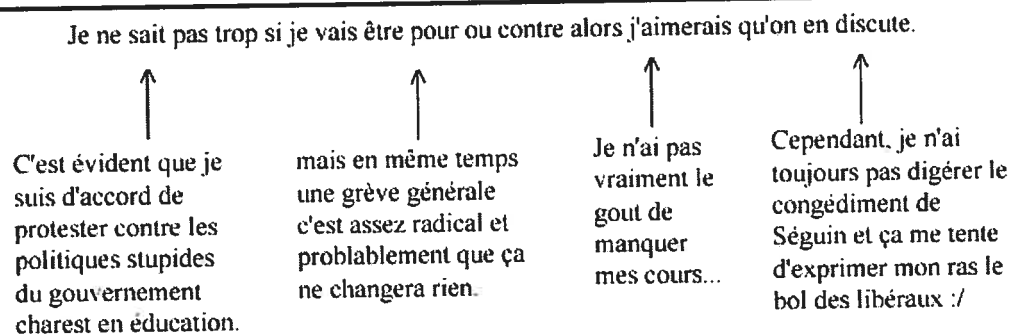 Je ne sait pas trop si je vais être pour ou contre alors j'aimerais qu'on en discute.
C'est évident que je
suis d'accord de
protester contre les
politiques stupides
du gouvernement
charest en éducation.
mais en même temps
une grève générale
c'est assez radical et
problablement que ça
ne changera rien.
Je n'ai pas
vraiment le
gout de
manquer
mes cours...
Cependant, je n'ai
toujours pas digérer le
congédiment de
Séguin et ça me tente
d'exprimer mon ras le
bol des libéraux :/